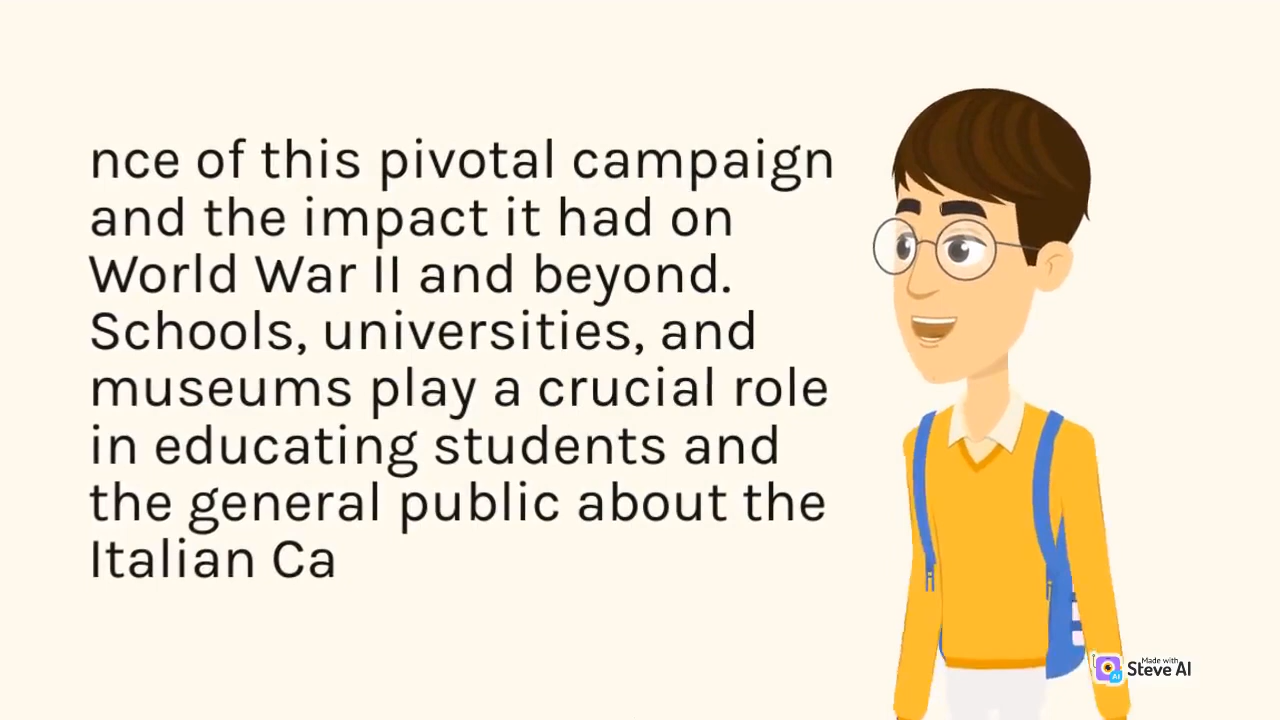 nce of this pivotal campaign
and the impact it had on
World War II and beyond.
Schools, universities, and
museums play a crucial role
in educating students and
the general public about the
Italian Ca
Made with
Steve AI
AI